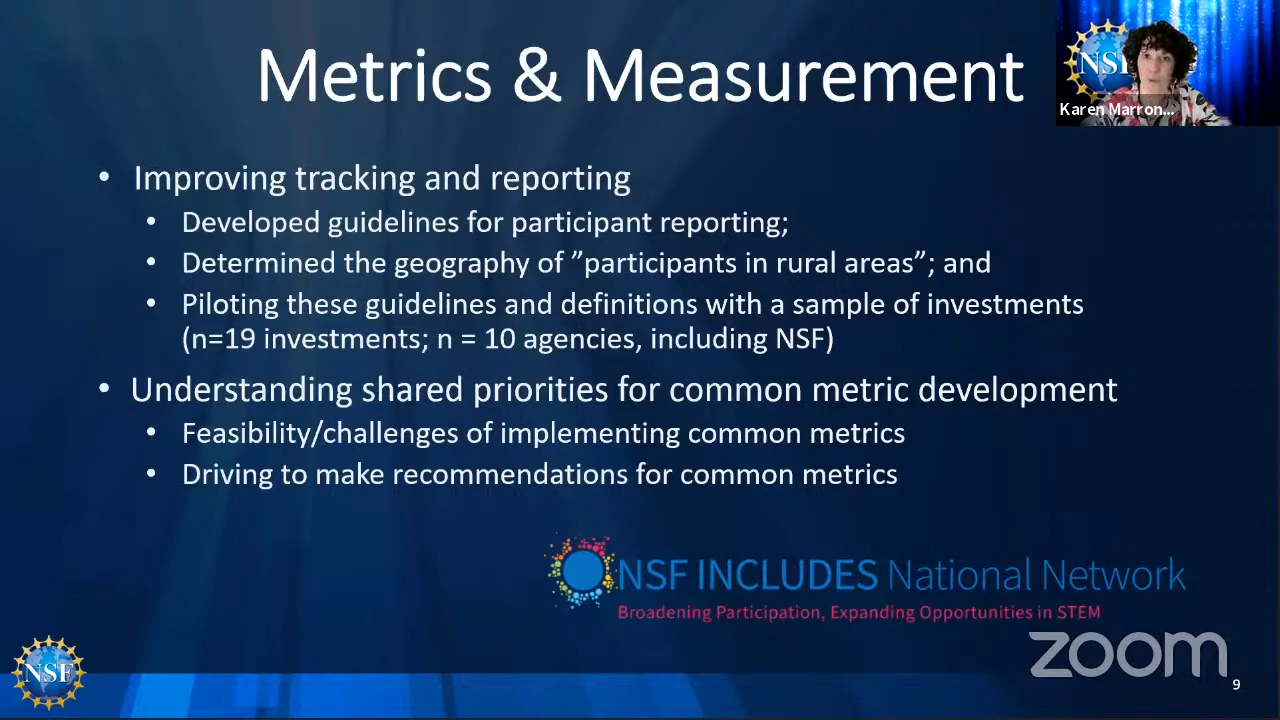 Metrics & Measurement
NSF
Karen Marron...
• Improving tracking and reporting
• Developed guidelines for participant reporting;
• Determined the geography of ”participants in rural areas”; and
• Piloting these guidelines and definitions with a sample of investments
(n=19 investments; n = 10 agencies, including NSF)
• Understanding shared priorities for common metric development
• Feasibility/challenges of implementing common metrics
• Driving to make recommendations for common metrics
NSF INCLUDES National Network
Broadening Participation, Expanding Opportunities in STEM
zoom
NSF
9